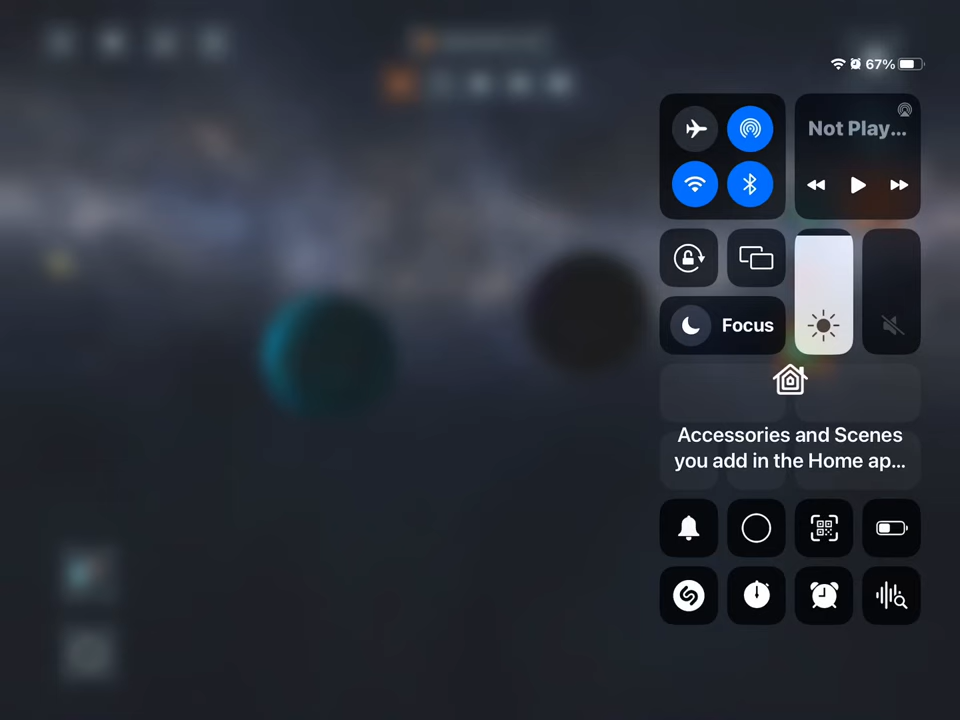 67%
Not Play...
Focus
Accessories and Scenes
you add in the Home ap...